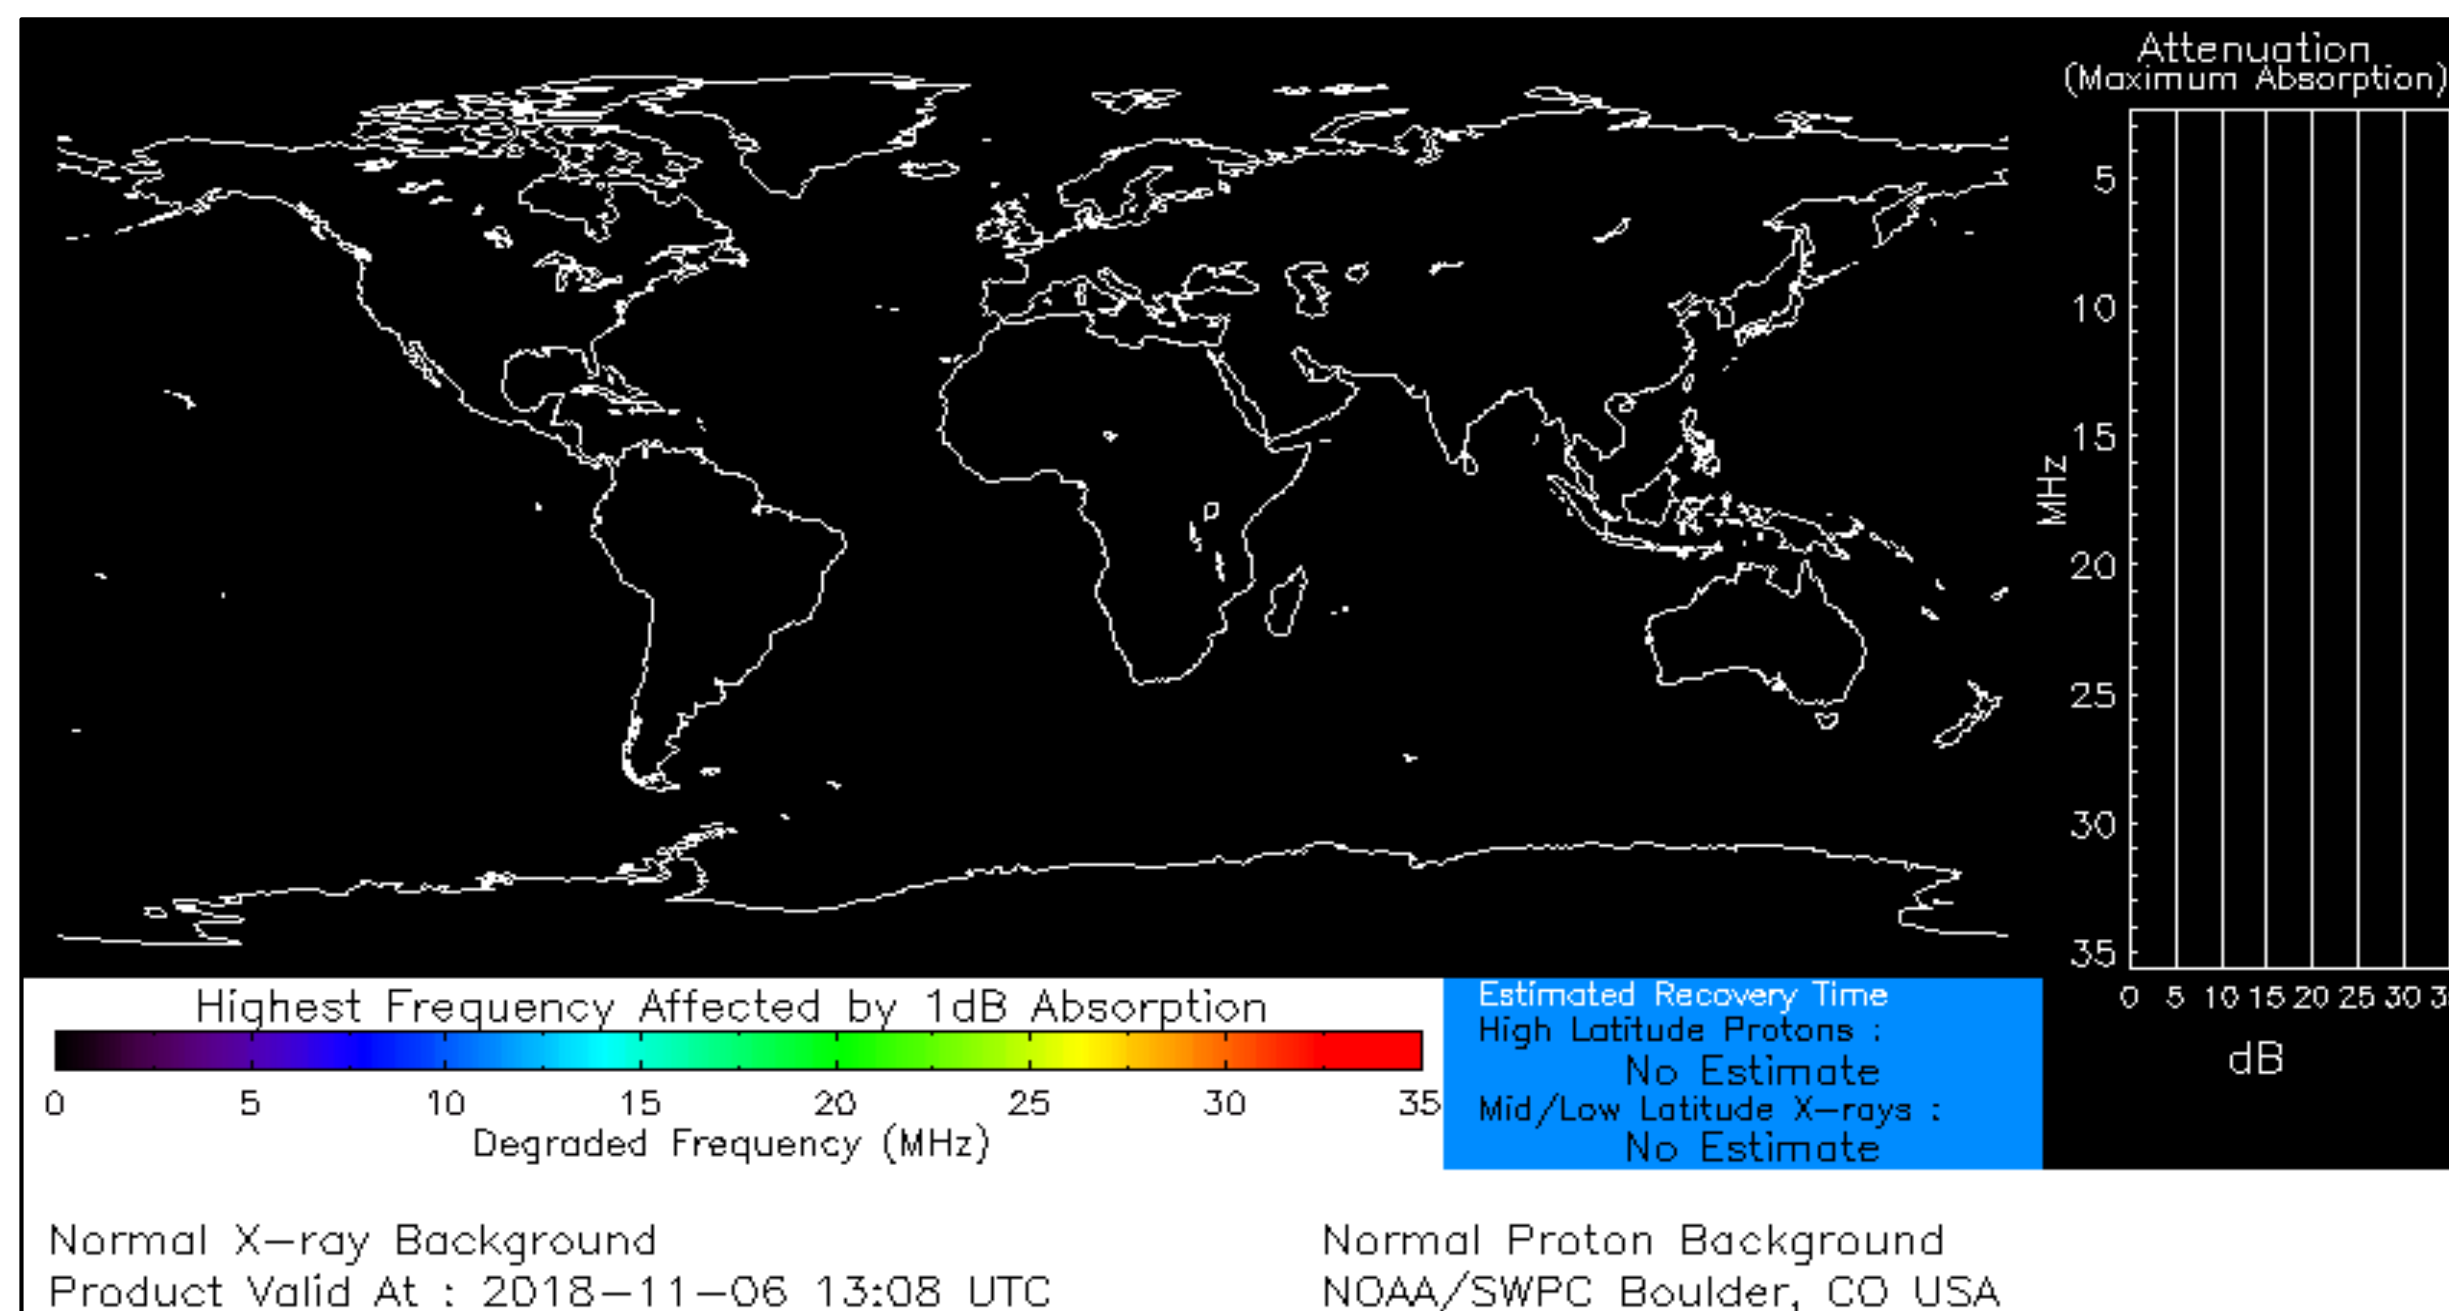 Attenuation
(Maximum Absorption)
5
10
15
20
25
30
35
MHz
0 5 10 15 20 25 30
dB
Highest Frequency Affected by 1dB Absorption
0 5 10 15 20 25 30 35
Degraded Frequency (MHz)
Estimated Recovery Time
High Latitude Protons :
No Estimate
Mid/Low Latitude X-rays :
No Estimate
Normal X-ray Background
Product Valid At : 2018-11-06 13:08 UTC
Normal Proton Background
NOAA/SWPC Boulder, CO USA